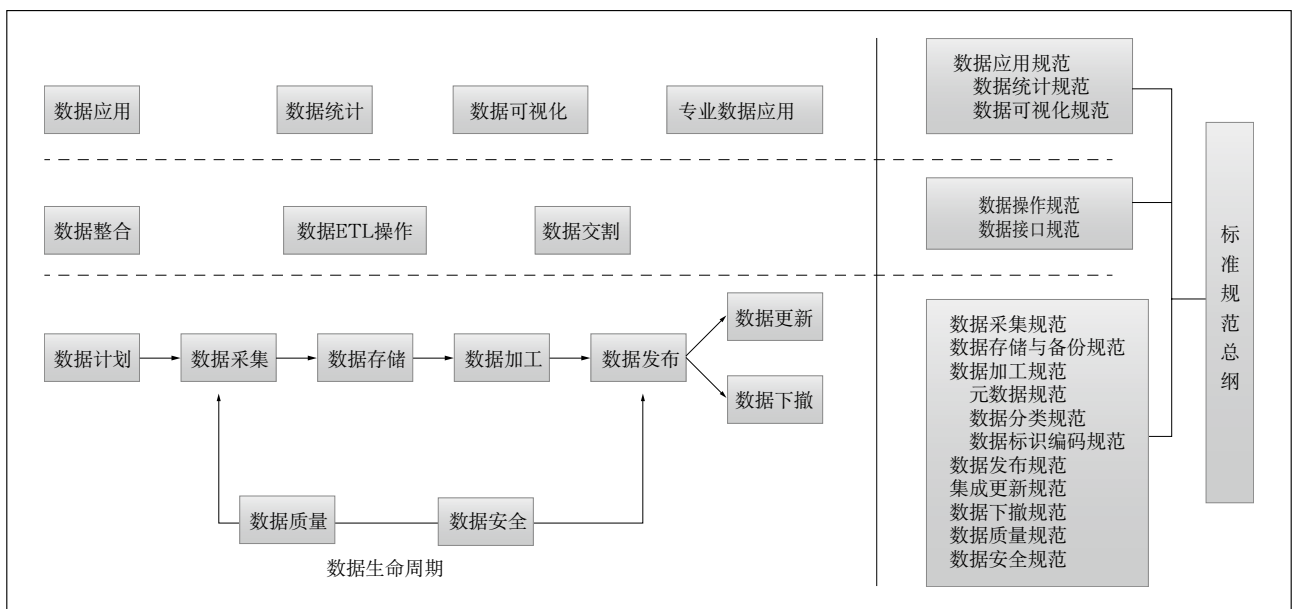 数据应用
数据统计
数据可视化
专业数据应用
数据整合
数据ETL操作
数据交割
数据计划
数据采集
数据存储
数据加工
数据发布
数据更新
数据下撤
数据质量
数据安全
数据生命周期
数据应用规范
数据统计规范
数据可视化规范
数据操作规范
数据接口规范
数据采集规范
数据存储与备份规范
数据加工规范
元数据规范
数据分类规范
数据标识编码规范
数据发布规范
集成更新规范
数据下撤规范
数据质量规范
数据安全规范
标准规范总纲